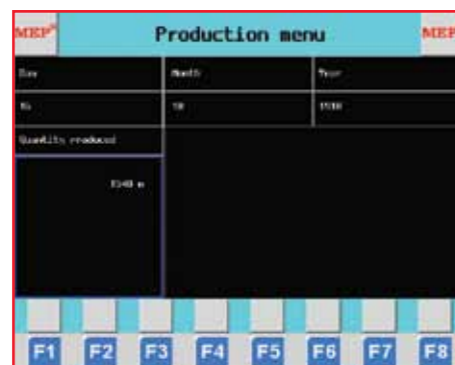 MEP Production menu MEP
Day Month Year
Quantity produced
F1 F2 F3 F4 F5 F6 F7 F8